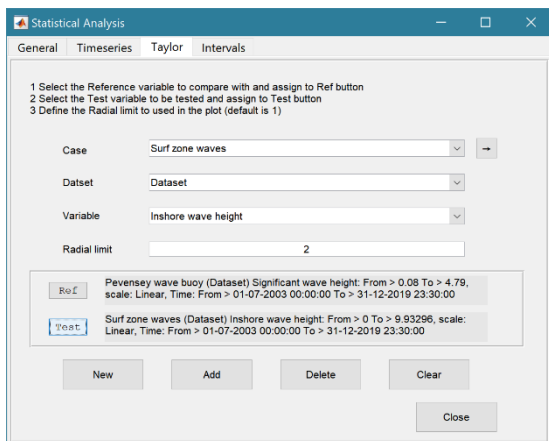 Statistical Analysis
General Timeseries Taylor Intervals
1 Select the Reference variable to compare with and assign to Ref button
2 Select the Test variable to be tested and assign to Test button
3 Define the Radial limit to used in the plot (default is 1)
Case Surf zone waves →
Datset Dataset
Variable Inshore wave height
Radial limit 2
Ref Pevensey wave buoy (Dataset) Significant wave height: From > 0.08 To > 4.79,
scale: Linear, Time: From > 01-07-2003 00:00:00 To > 31-12-2019 23:30:00
Test Surf zone waves (Dataset) Inshore wave height: From > 0 To > 9.93296, scale:
Linear, Time: From > 01-07-2003 00:00:00 To > 31-12-2019 23:30:00
New Add Delete Clear
Close